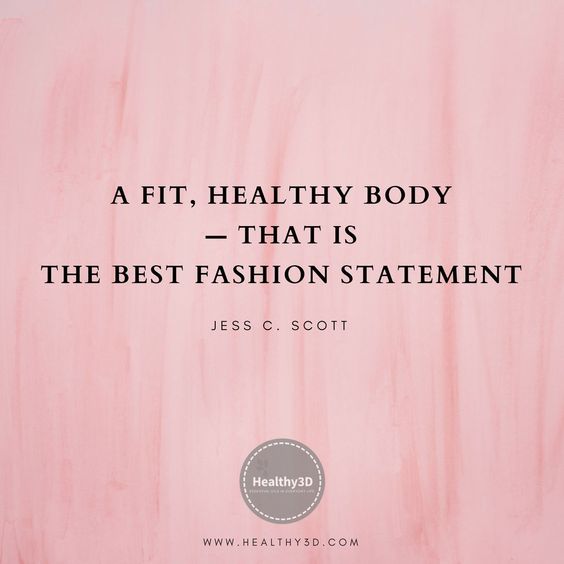 A FIT, HEALTHY BODY
— THAT IS
THE BEST FASHION STATEMENT
JESS C. SCOTT
Healthy3D
WWW.HEALTHY3D.COM